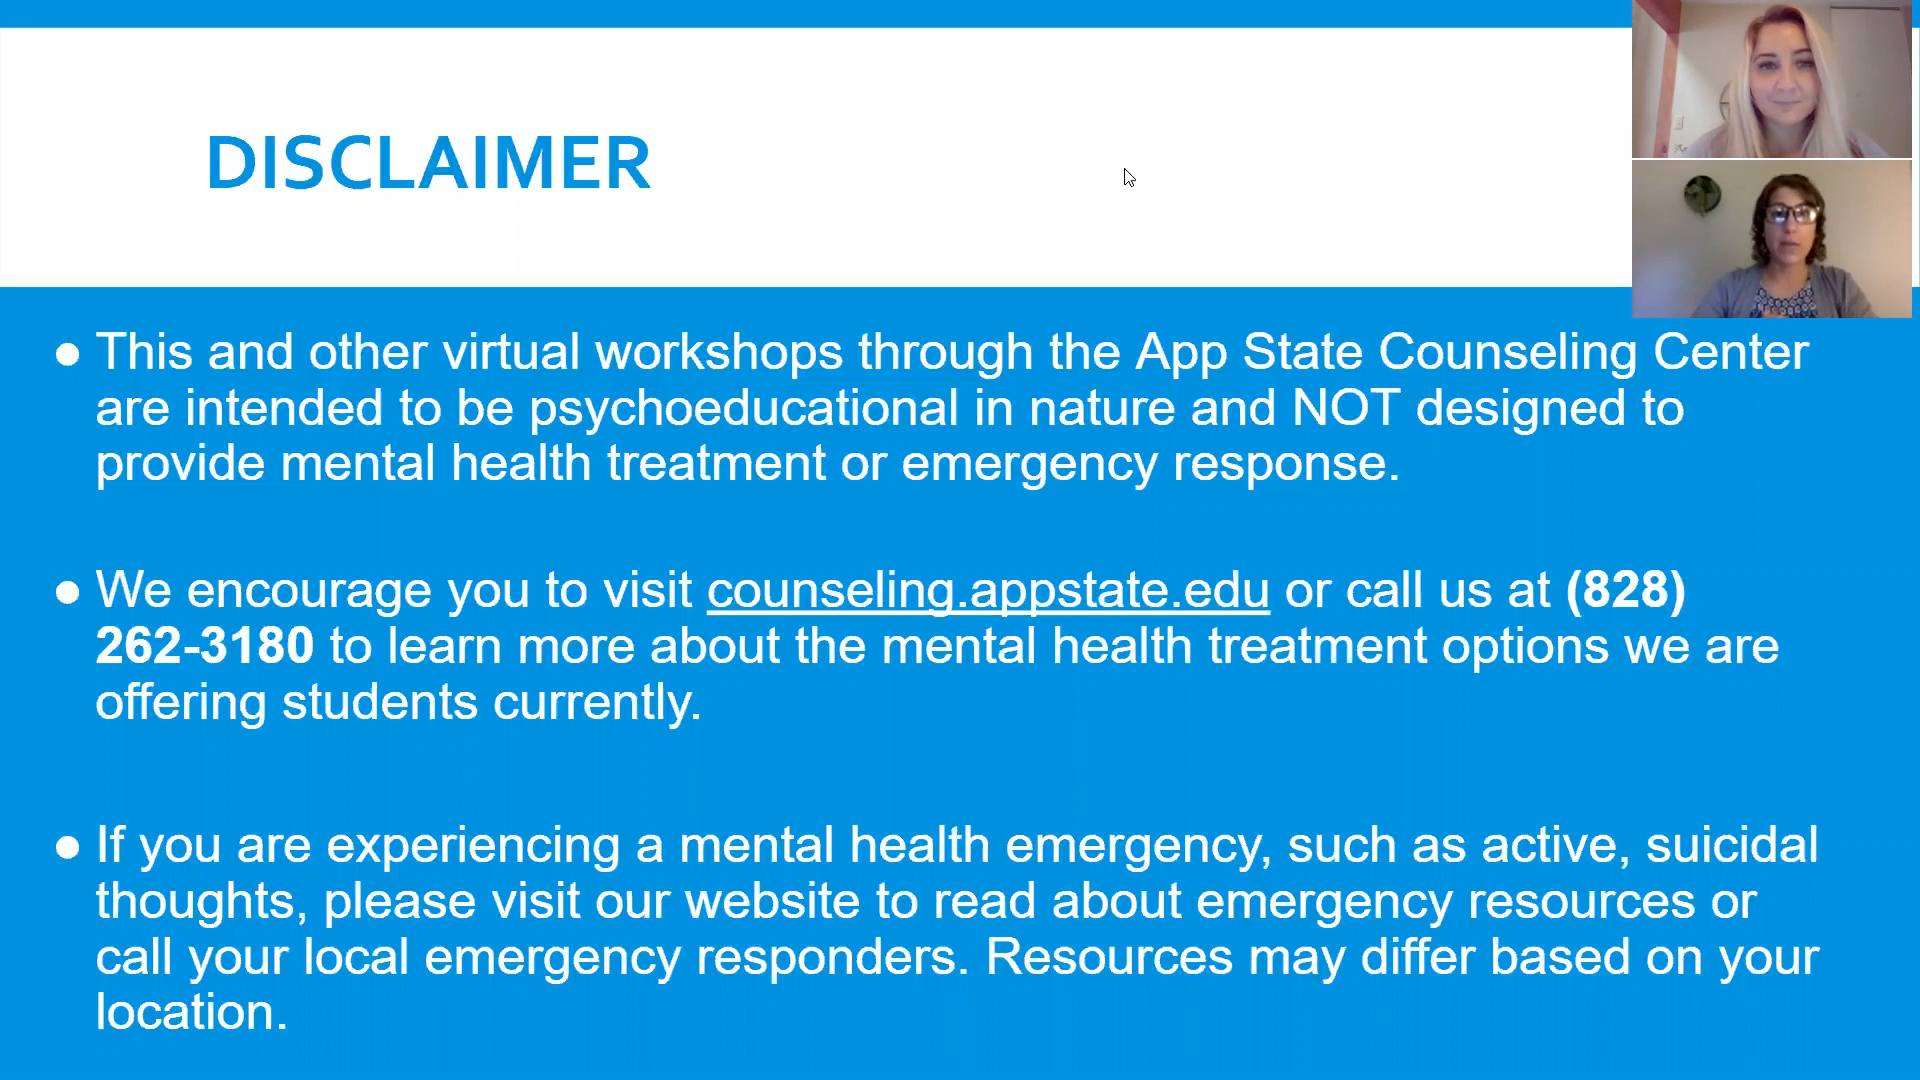 DISCLAIMER
● This and other virtual workshops through the App State Counseling Center
are intended to be psychoeducational in nature and NOT designed to
provide mental health treatment or emergency response.
● We encourage you to visit counseling.appstate.edu or call us at (828)
262-3180 to learn more about the mental health treatment options we are
offering students currently.
● If you are experiencing a mental health emergency, such as active, suicidal
thoughts, please visit our website to read about emergency resources or
call your local emergency responders. Resources may differ based on your
location.